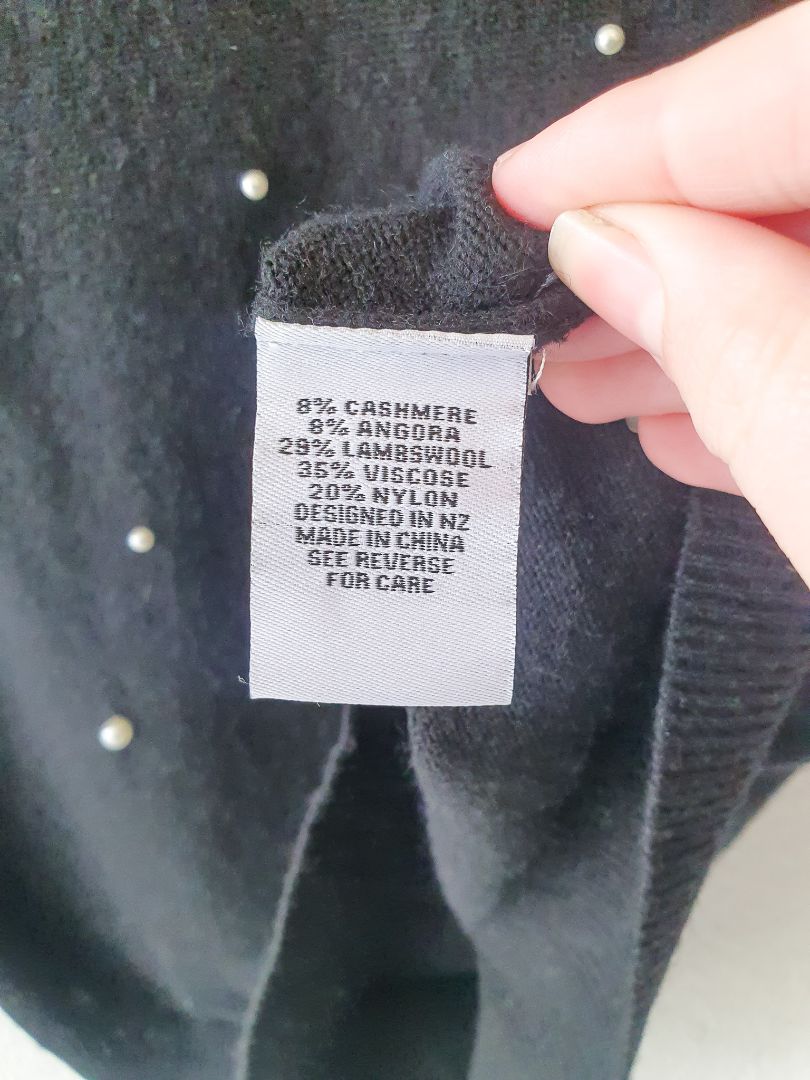 8% CASHMERE
8% ANGORA
29% LAMBSWOOL
35% VISCOSE
20% NYLON
DESIGNED IN NZ
MADE IN CHINA
SEE REVERSE
FOR CARE